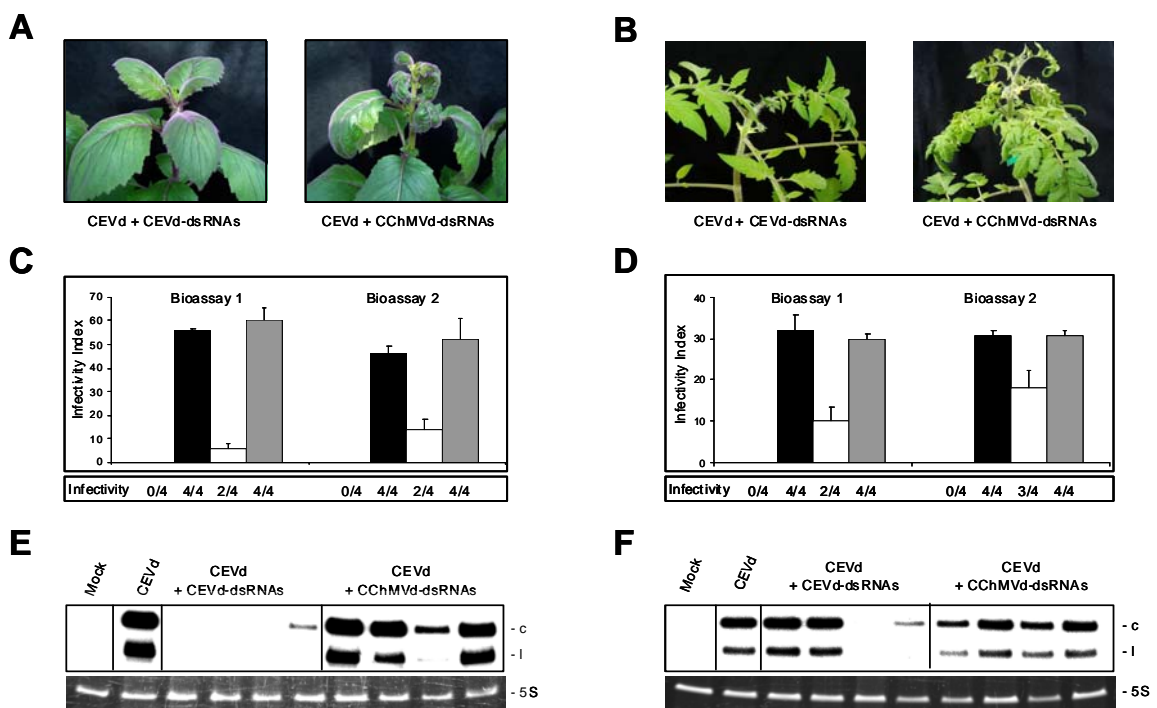 A
B
CEVd + CEVd-dsRNAs
CEVd + CChMVd-dsRNAs
CEVd + CEVd-dsRNAs
CEVd + CChMVd-dsRNAs
C
D
Bioassay 1
Bioassay 2
Infectivity Index
70
60
50
40
30
20
10
0
Infectivity 0/4 4/4 2/4 4/4 0/4 4/4 2/4 4/4
Bioassay 1
Bioassay 2
Infectivity Index
40
30
20
10
0
Infectivity 0/4 4/4 2/4 4/4 0/4 4/4 3/4 4/4
E
F
Mock
CEVd
CEVd
+ CEVd-dsRNAs
CEVd
+ CChMVd-dsRNAs
- c
- l
- 5S
Mock
CEVd
CEVd
+ CEVd-dsRNAs
CEVd
+ CChMVd-dsRNAs
- c
- l
- 5S